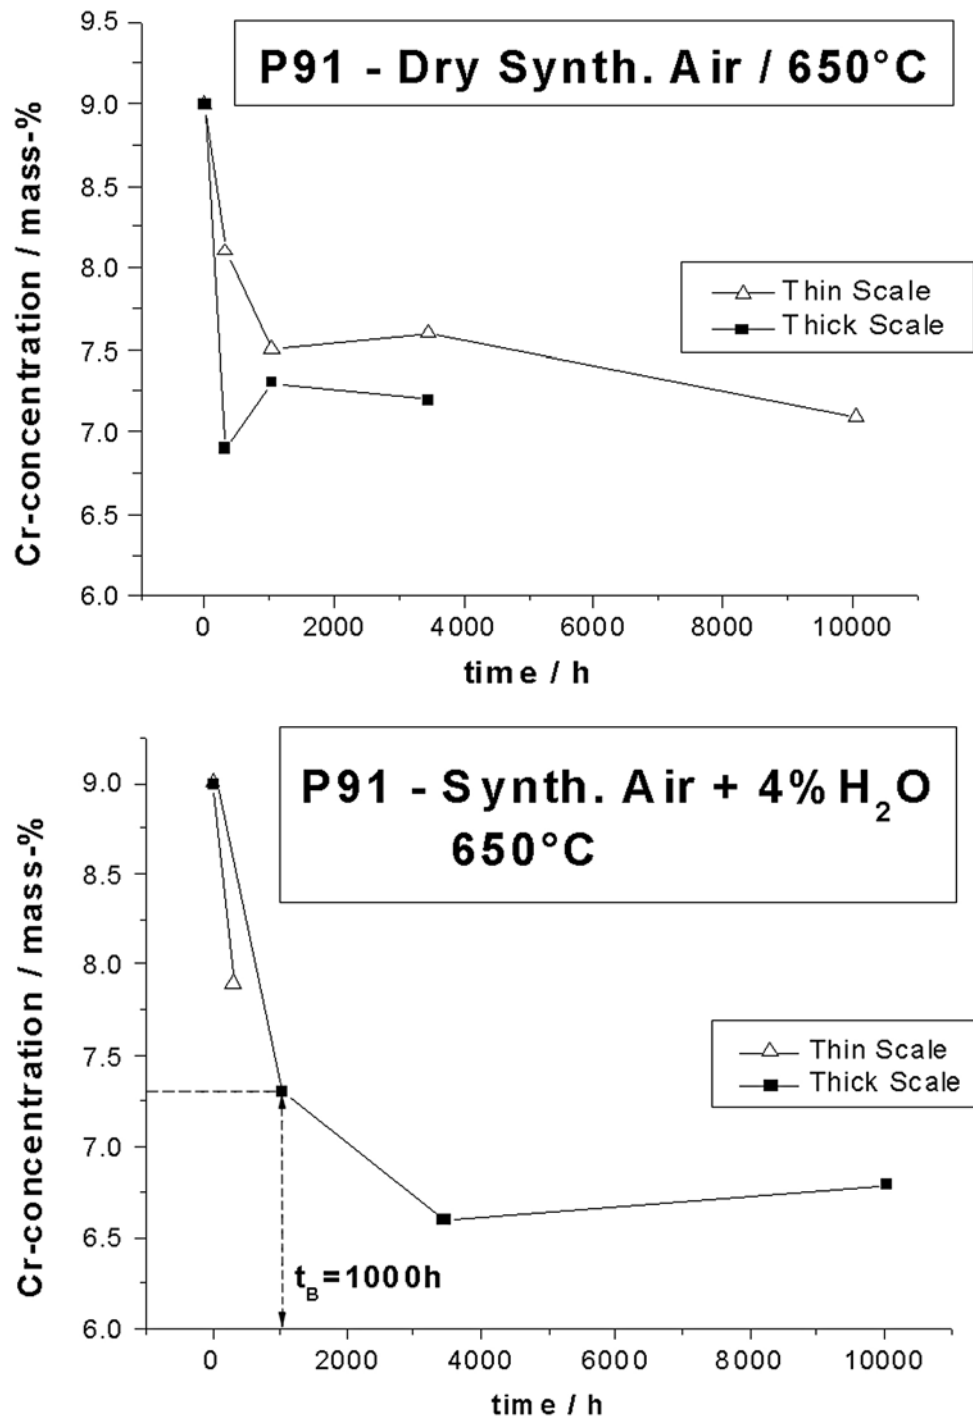 P91 - Dry Synth. Air / 650°C
Cr-concentration / mass-%
9.5
9.0
8.5
8.0
7.5
7.0
6.5
6.0
Thin Scale
Thick Scale
0 2000 4000 6000 8000 10000
time / h
P91 - Synth. Air + 4% H₂O
650°C
Cr-concentration / mass-%
9.0
8.5
8.0
7.5
7.0
6.5
6.0
Thin Scale
Thick Scale
t_B=1000h
0 2000 4000 6000 8000 10000
time / h